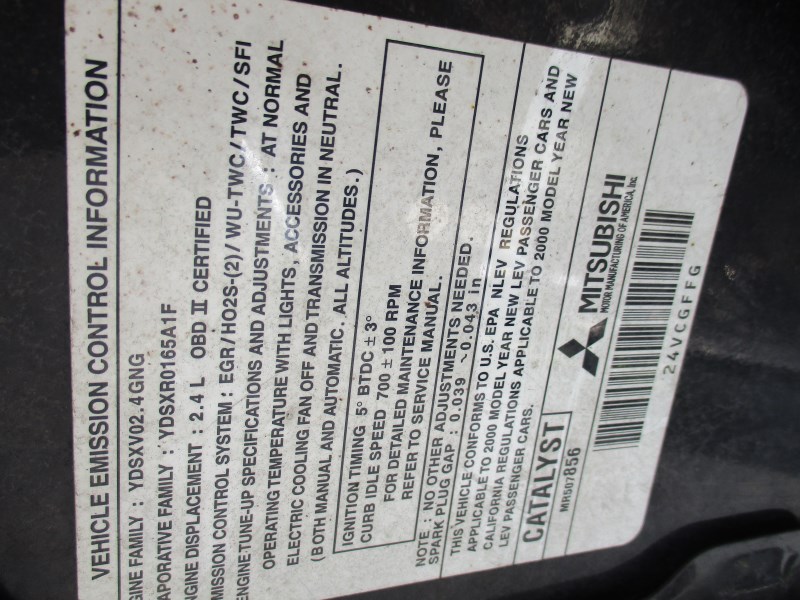 VEHICLE EMISSION CONTROL INFORMATION
GINE FAMILY : YDSXV02.4GNG
APORATIVE FAMILY : YDSXR0165A1F
NGINE DISPLACEMENT : 2.4 L OBD II CERTIFIED
MISSION CONTROL SYSTEM : EGR/HO2S-(2)/WU-TWC/TWC/SFI
ENGINE TUNE-UP SPECIFICATIONS AND ADJUSTMENTS : AT NORMAL
OPERATING TEMPERATURE WITH LIGHTS, ACCESSORIES AND
ELECTRIC COOLING FAN OFF AND TRANSMISSION IN NEUTRAL.
(BOTH MANUAL AND AUTOMATIC. ALL ALTITUDES.)
IGNITION TIMING 5° BTDC ± 3°
CURB IDLE SPEED 700 ± 100 RPM
FOR DETAILED MAINTENANCE INFORMATION, PLEASE
REFER TO SERVICE MANUAL.
NOTE : NO OTHER ADJUSTMENTS NEEDED.
SPARK PLUG GAP : 0.039 ~0.043 in
THIS VEHICLE CONFORMS TO U.S. EPA NLEV REGULATIONS
APPLICABLE TO 2000 MODEL YEAR NEW LEV PASSENGER CARS AND
CALIFORNIA REGULATIONS APPLICABLE TO 2000 MODEL YEAR NEW
LEV PASSENGER CARS.
CATALYST
MR507856
MITSUBISHI
MOTOR MANUFACTURING OF AMERICA, Inc
24VCGFFG